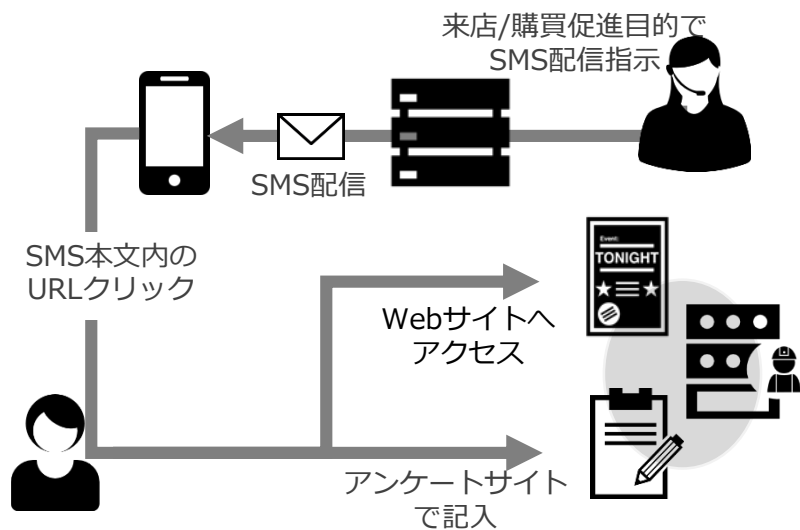 来店/購買促進目的で
SMS配信指示
SMS配信
SMS本文内の
URLクリック
Event:
TONIGHT
Webサイトへ
アクセス
アンケートサイト
で記入